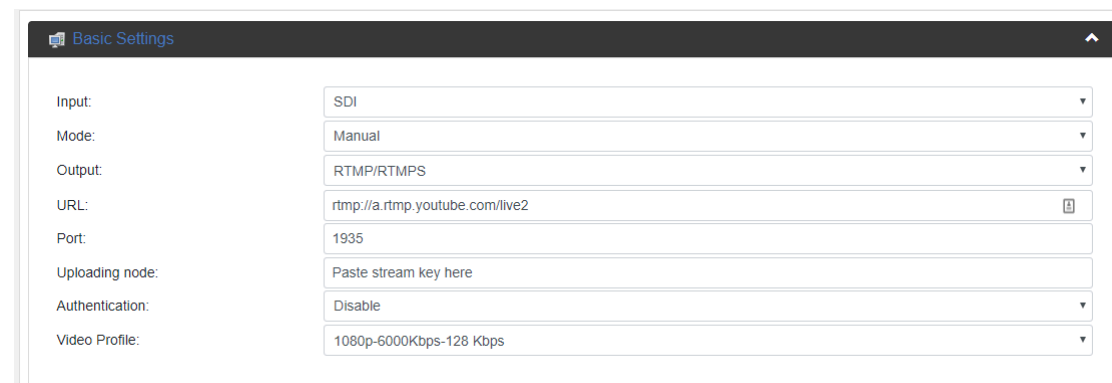 Basic Settings
Input: SDI
Mode: Manual
Output: RTMP/RTMPS
URL: rtmp://a.rtmp.youtube.com/live2
Port: 1935
Uploading node: Paste stream key here
Authentication: Disable
Video Profile: 1080p-6000Kbps-128 Kbps